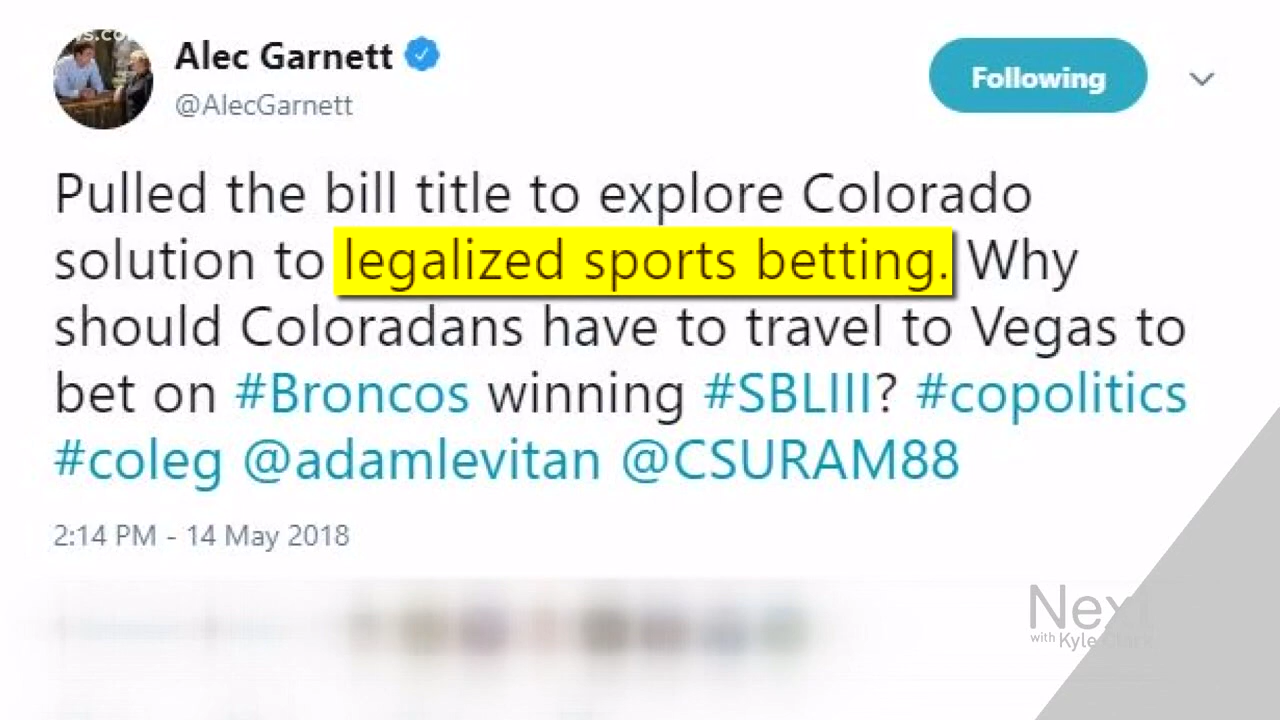 Alec Garnett
@AlecGarnett
Following
Pulled the bill title to explore Colorado
solution to legalized sports betting. Why
should Coloradans have to travel to Vegas to
bet on #Broncos winning #SBLIII? #copolitics
#coleg @adamlevitan @CSURAM88
2:14 PM - 14 May 2018
Next
with Kyle Clark